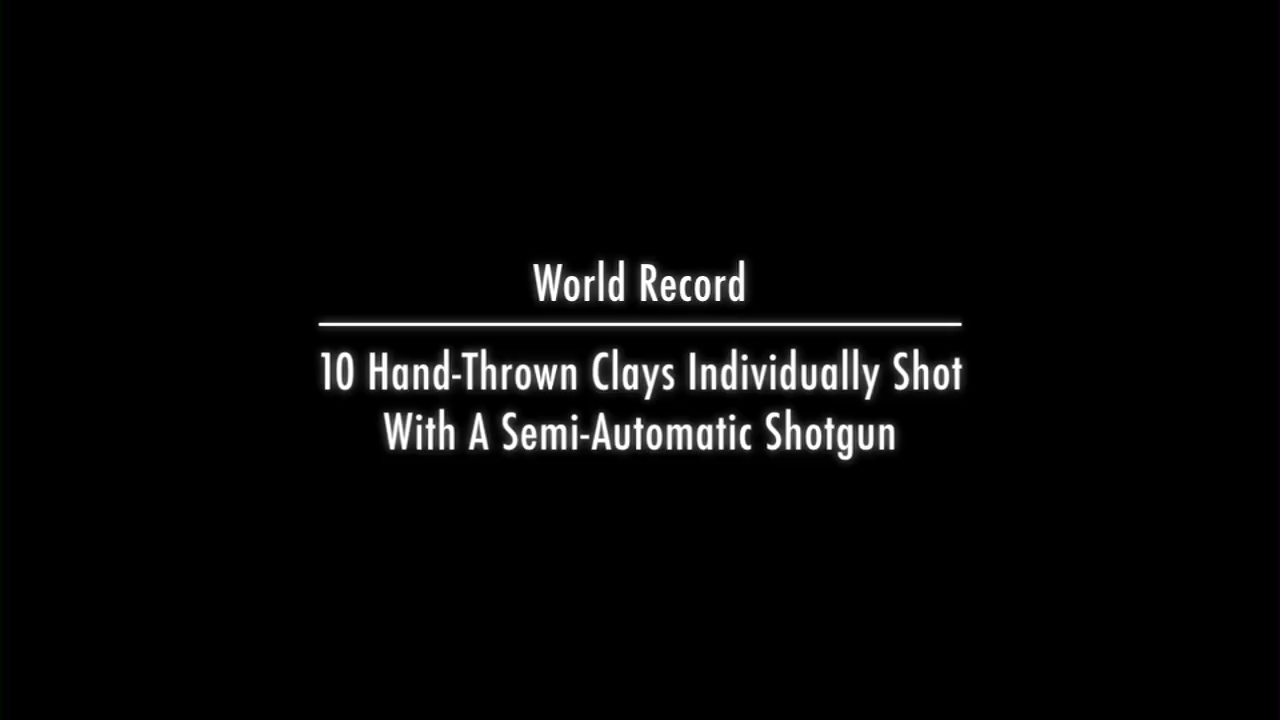 World Record
10 Hand-Thrown Clays Individually Shot
With A Semi-Automatic Shotgun